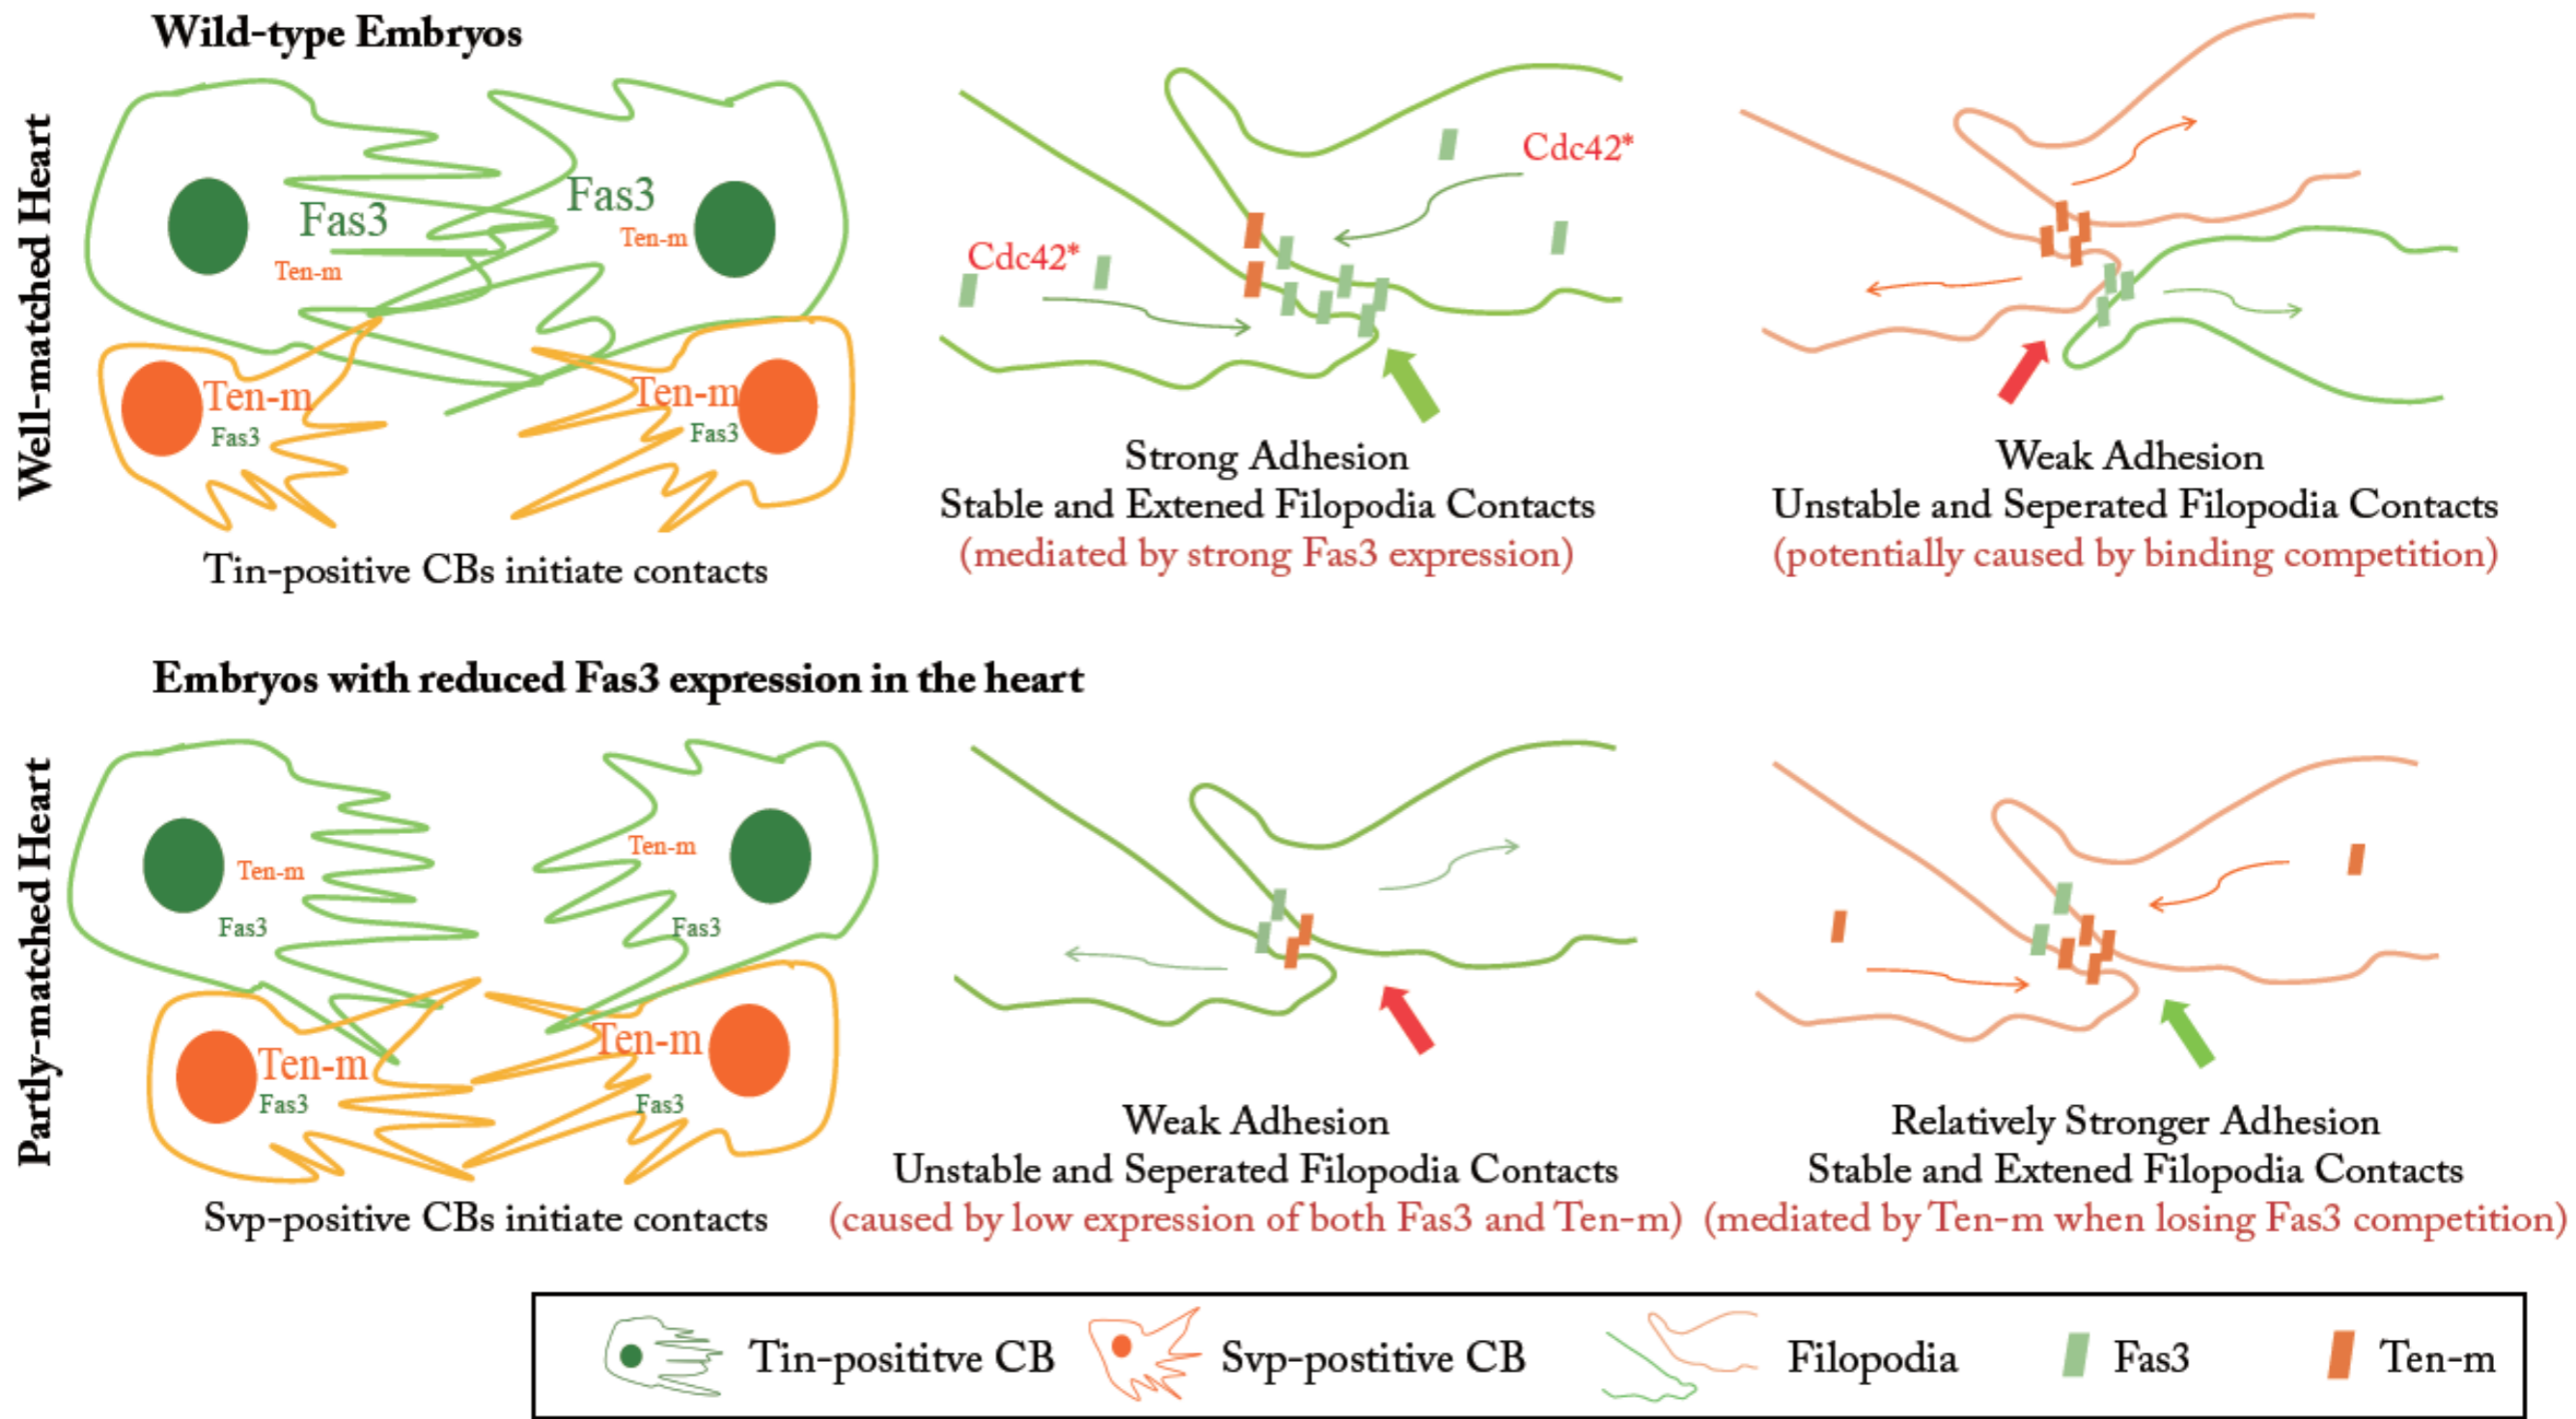 Wild-type Embryos
Well-matched Heart
Fas3
Ten-m
Fas3
Ten-m
Ten-m
Fas3
Ten-m
Fas3
Tin-positive CBs initiate contacts
Cdc42*
Cdc42*
Strong Adhesion
Stable and Extened Filopodia Contacts
(mediated by strong Fas3 expression)
Weak Adhesion
Unstable and Seperated Filopodia Contacts
(potentially caused by binding competition)
Embryos with reduced Fas3 expression in the heart
Partly-matched Heart
Ten-m
Fas3
Ten-m
Fas3
Ten-m
Fas3
Ten-m
Fas3
Svp-positive CBs initiate contacts
Weak Adhesion
Unstable and Seperated Filopodia Contacts
(caused by low expression of both Fas3 and Ten-m)
Relatively Stronger Adhesion
Stable and Extened Filopodia Contacts
(mediated by Ten-m when losing Fas3 competition)
Tin-posititve CB
Svp-postitive CB
Filopodia
Fas3
Ten-m